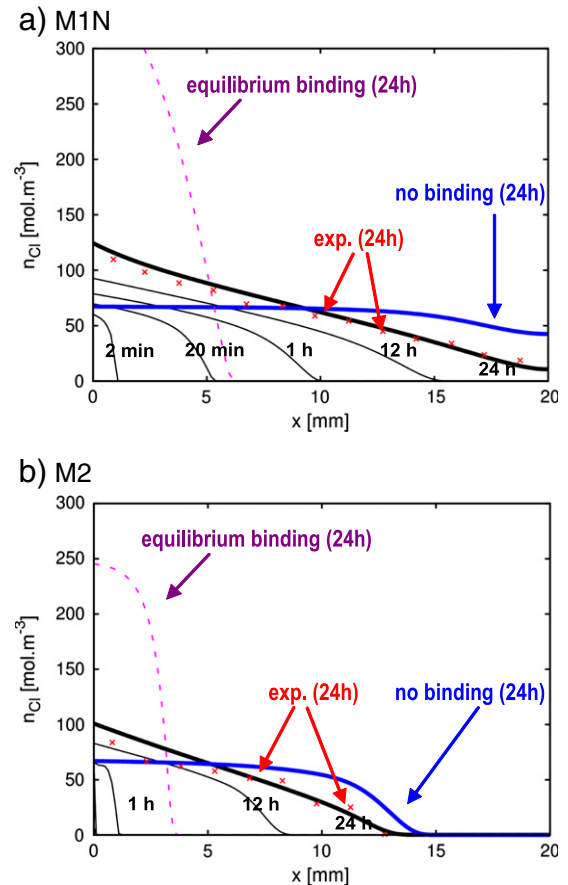 a) M1N
300
250
200
150
100
50
0
n_Cl [mol.m⁻³]
equilibrium binding (24h)
no binding (24h)
exp. (24h)
2 min
20 min
1 h
12 h
24 h
0 5 10 15 20
x [mm]
b) M2
300
250
200
150
100
50
0
n_Cl [mol.m⁻³]
equilibrium binding (24h)
exp. (24h)
no binding (24h)
1 h
12 h
24 h
0 5 10 15 20
x [mm]